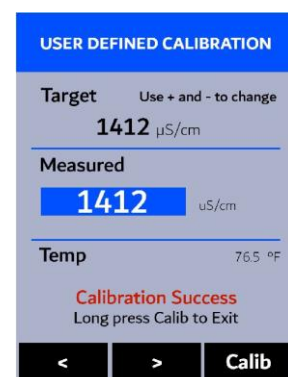 USER DEFINED CALIBRATION
Target Use + and - to change
1412 µS/cm
Measured
1412 uS/cm
Temp 76.5 ºF
Calibration Success
Long press Calib to Exit
< > Calib